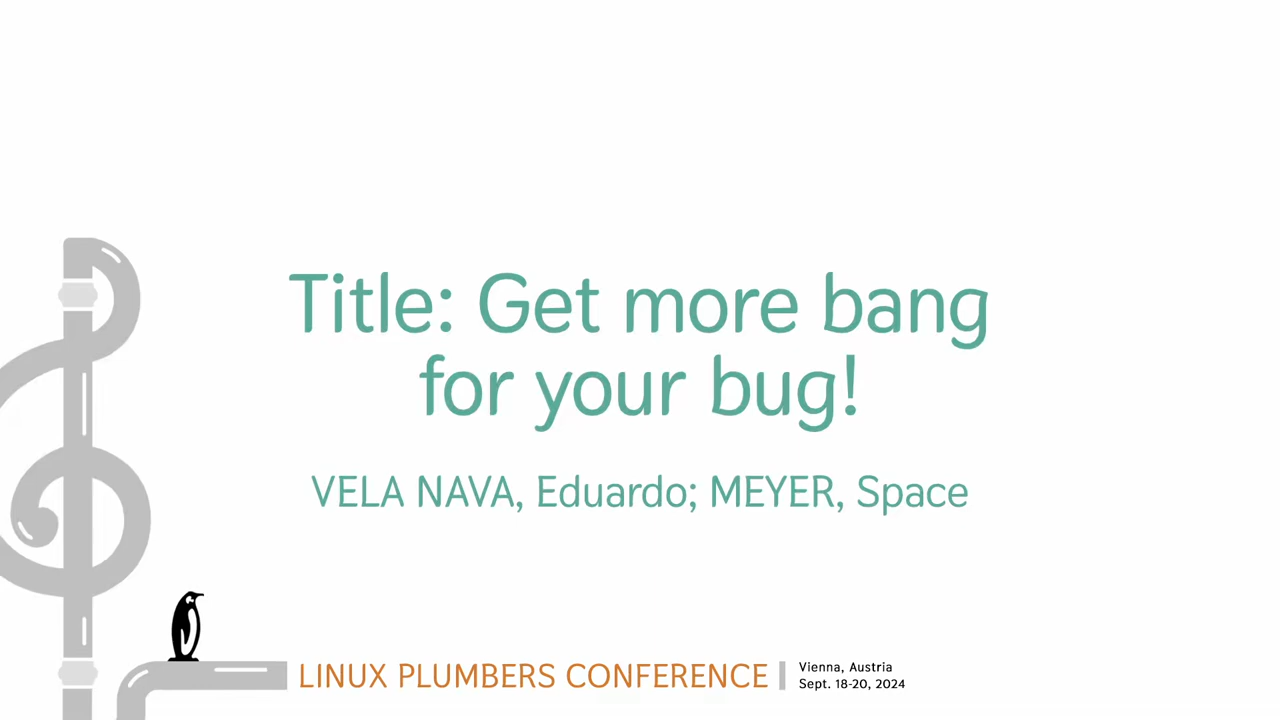 Title: Get more bang
for your bug!
VELA NAVA, Eduardo; MEYER, Space
LINUX PLUMBERS CONFERENCE
Vienna, Austria
Sept. 18-20, 2024